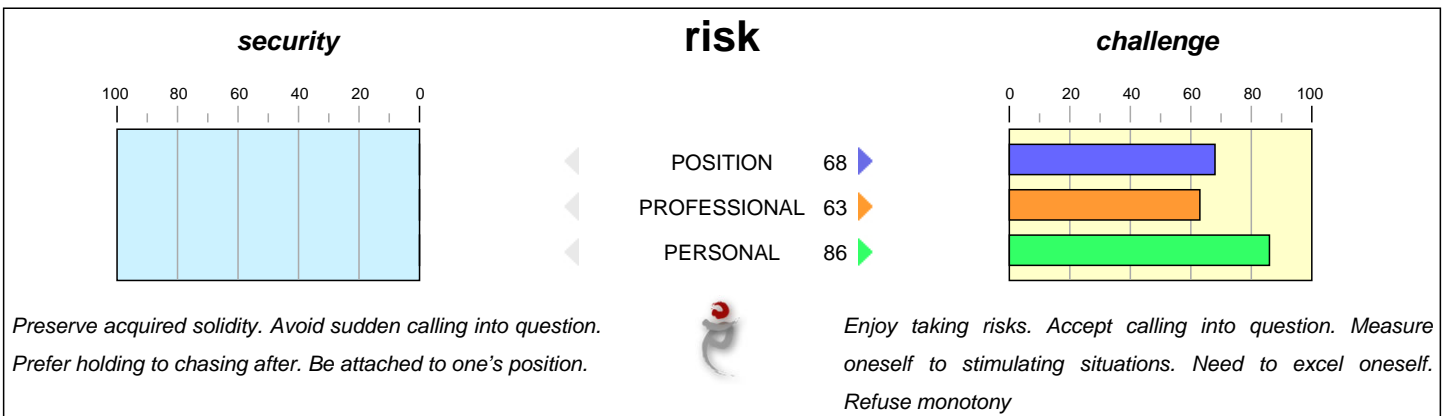 security risk challenge
100 80 60 40 20 0
0 20 40 60 80 100
POSITION 68
PROFESSIONAL 63
PERSONAL 86
Preserve acquired solidity. Avoid sudden calling into question.
Prefer holding to chasing after. Be attached to one's position.
Enjoy taking risks. Accept calling into question. Measure
oneself to stimulating situations. Need to excel oneself.
Refuse monotony